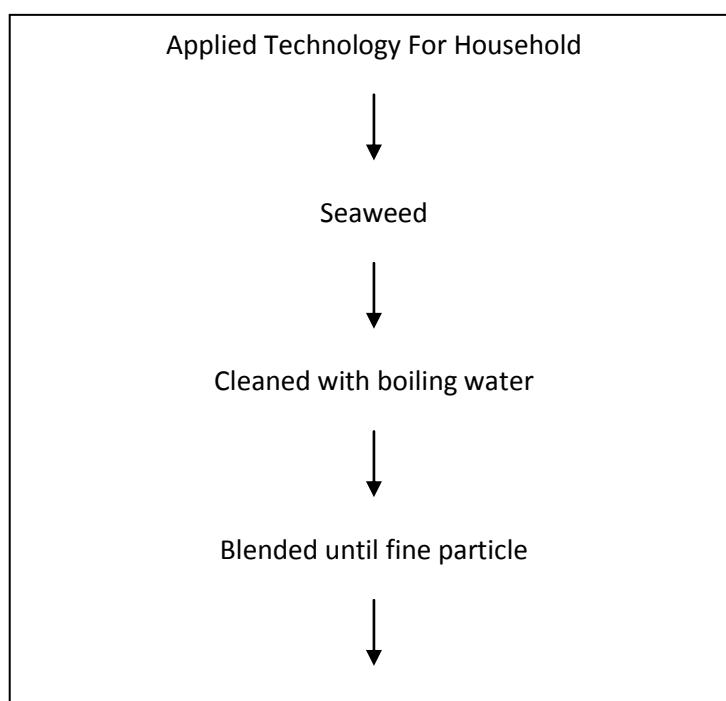 Applied Technology For Household
Seaweed
Cleaned with boiling water
Blended until fine particle